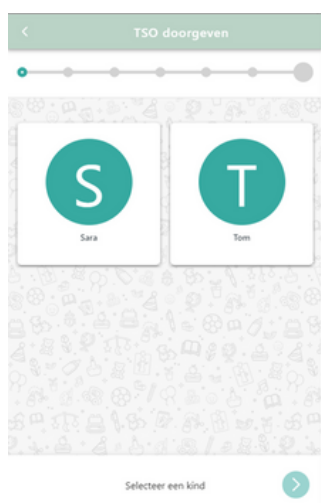 TSO doorgeven
S
T
Sara
Tom
Selecteer een kind